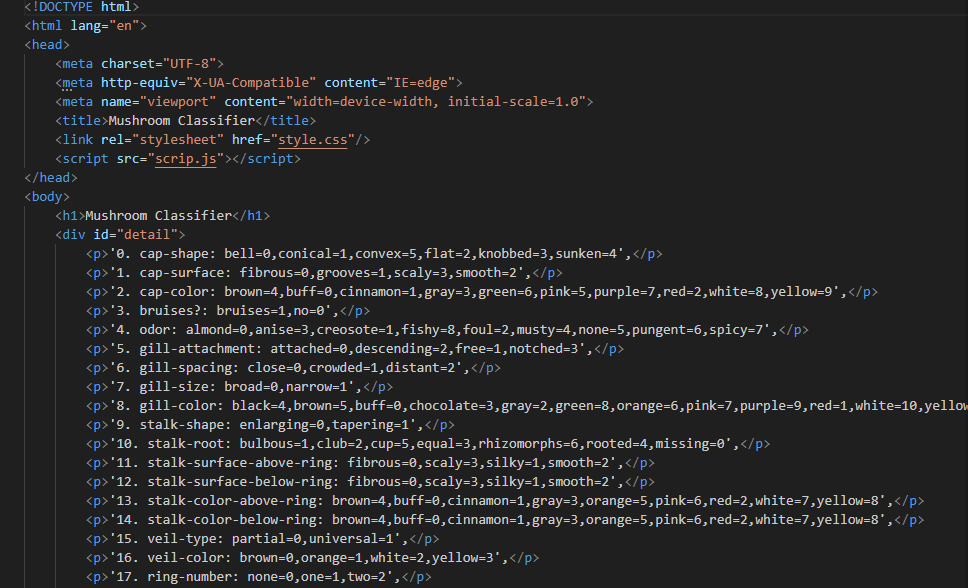 <!DOCTYPE html>
<html lang="en">
<head>
<meta charset="UTF-8">
<meta http-equiv="X-UA-Compatible" content="IE=edge">
<meta name="viewport" content="width=device-width, initial-scale=1.0">
<title>Mushroom Classifier</title>
<link rel="stylesheet" href="style.css"/>
<script src="scrip.js"></script>
</head>
<body>
<h1>Mushroom Classifier</h1>
<div id="detail">
<p>'0. cap-shape: bell=0,conical=1,convex=5,flat=2,knobbed=3,sunken=4',</p>
<p>'1. cap-surface: fibrous=0,grooves=1,scaly=3,smooth=2',</p>
<p>'2. cap-color: brown=4,buff=0,cinnamon=1,gray=3,green=6,pink=5,purple=7,red=2,white=8,yellow=9',</p>
<p>'3. bruises?: bruises=1,no=0',</p>
<p>'4. odor: almond=0,anise=3,creosote=1,fishy=8,foul=2,musty=4,none=5,pungent=6,spicy=7',</p>
<p>'5. gill-attachment: attached=0,descending=2,free=1,notched=3',</p>
<p>'6. gill-spacing: close=0,crowded=1,distant=2',</p>
<p>'7. gill-size: broad=0,narrow=1',</p>
<p>'8. gill-color: black=4,brown=5,buff=0,chocolate=3,gray=2,green=8,orange=6,pink=7,purple=9,red=1,white=10,yellow
<p>'9. stalk-shape: enlarging=0,tapering=1',</p>
<p>'10. stalk-root: bulbous=1,club=2,cup=5,equal=3,rhizomorphs=6,rooted=4,missing=0',</p>
<p>'11. stalk-surface-above-ring: fibrous=0,scaly=3,silky=1,smooth=2',</p>
<p>'12. stalk-surface-below-ring: fibrous=0,scaly=3,silky=1,smooth=2',</p>
<p>'13. stalk-color-above-ring: brown=4,buff=0,cinnamon=1,gray=3,orange=5,pink=6,red=2,white=7,yellow=8',</p>
<p>'14. stalk-color-below-ring: brown=4,buff=0,cinnamon=1,gray=3,orange=5,pink=6,red=2,white=7,yellow=8',</p>
<p>'15. veil-type: partial=0,universal=1',</p>
<p>'16. veil-color: brown=0,orange=1,white=2,yellow=3',</p>
<p>'17. ring-number: none=0,one=1,two=2',</p>